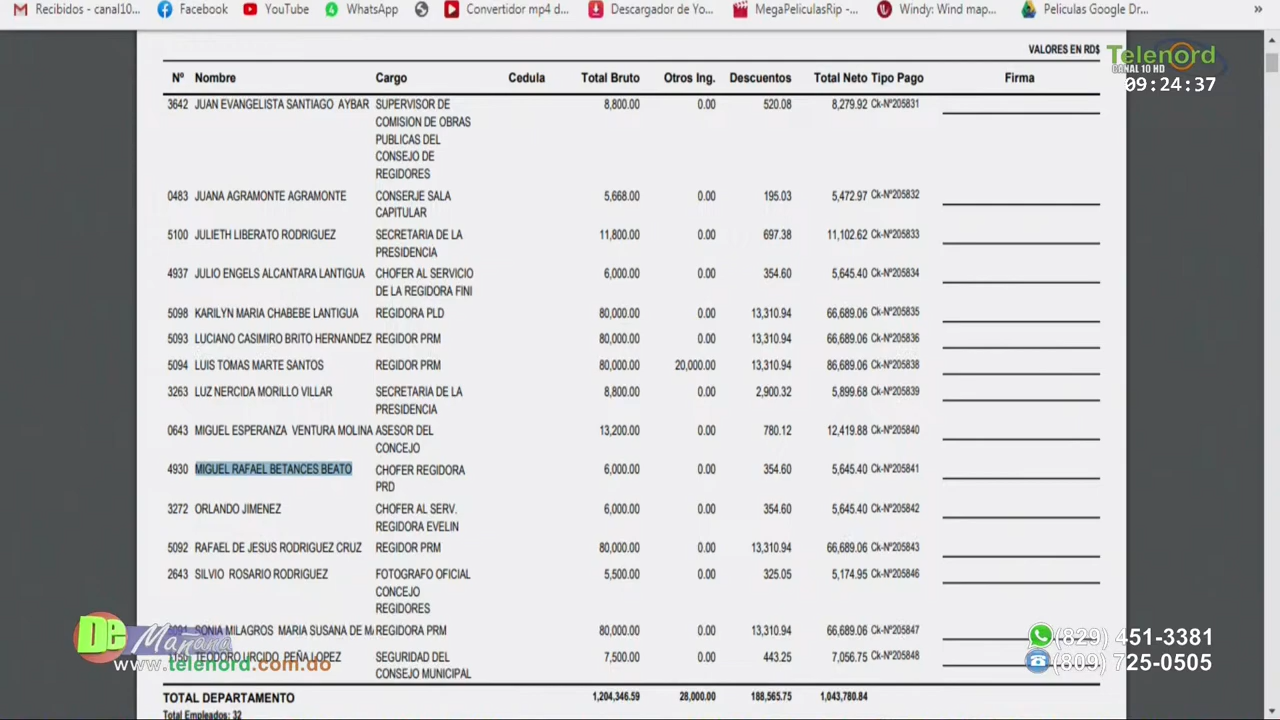 Recibidos - canal10... Facebook YouTube WhatsApp Convertidor mp4 d... Descargador de Yo... MegaPeliculasRip -... Windy: Wind map... Peliculas Google Dr... »
VALORES EN RD$
Telenord
CANAL 10 HD
09:24:37
Nº Nombre Cargo Cedula Total Bruto Otros Ing. Descuentos Total Neto Tipo Pago Firma
3642 JUAN EVANGELISTA SANTIAGO AYBAR SUPERVISOR DE 8,800.00 0.00 520.08 8,279.92 Ck-Nº205831
COMISION DE OBRAS
PUBLICAS DEL
CONSEJO DE
REGIDORES
0483 JUANA AGRAMONTE AGRAMONTE CONSERJE SALA 5,668.00 0.00 195.03 5,472.97 Ck-Nº205832
CAPITULAR
5100 JULIETH LIBERATO RODRIGUEZ SECRETARIA DE LA 11,800.00 0.00 697.38 11,102.62 Ck-Nº205833
PRESIDENCIA
4937 JULIO ENGELS ALCANTARA LANTIGUA CHOFER AL SERVICIO 6,000.00 0.00 354.60 5,645.40 Ck-Nº205834
DE LA REGIDORA FINI
5098 KARILYN MARIA CHABEBE LANTIGUA REGIDORA PLD 80,000.00 0.00 13,310.94 66,689.06 Ck-Nº205835
5093 LUCIANO CASIMIRO BRITO HERNANDEZ REGIDOR PRM 80,000.00 0.00 13,310.94 66,689.06 Ck-Nº205836
5094 LUIS TOMAS MARTE SANTOS REGIDOR PRM 80,000.00 20,000.00 13,310.94 86,689.06 Ck-Nº205838
3263 LUZ NERCIDA MORILLO VILLAR SECRETARIA DE LA 8,800.00 0.00 2,900.32 5,899.68 Ck-Nº205839
PRESIDENCIA
0643 MIGUEL ESPERANZA VENTURA MOLINA ASESOR DEL 13,200.00 0.00 780.12 12,419.88 Ck-Nº205840
CONCEJO
4930 MIGUEL RAFAEL BETANCES BEATO CHOFER REGIDORA 6,000.00 0.00 354.60 5,645.40 Ck-Nº205841
PRD
3272 ORLANDO JIMENEZ CHOFER AL SERV. 6,000.00 0.00 354.60 5,645.40 Ck-Nº205842
REGIDORA EVELIN
5092 RAFAEL DE JESUS RODRIGUEZ CRUZ REGIDOR PRM 80,000.00 0.00 13,310.94 66,689.06 Ck-Nº205843
2643 SILVIO ROSARIO RODRIGUEZ FOTOGRAFO OFICIAL 5,500.00 0.00 325.05 5,174.95 Ck-Nº205846
CONCEJO
REGIDORES
SONIA MILAGROS MARIA SUSANA DE REGIDORA PRM 80,000.00 0.00 13,310.94 66,689.06 Ck-Nº205847
TEODORO URCIDO PEÑA LOPEZ SEGURIDAD DEL 7,500.00 0.00 443.25 7,056.75 Ck-Nº205848
CONSEJO MUNICIPAL
De Mañana
www.telenord.com.do
(829) 451-3381
(809) 725-0505
TOTAL DEPARTAMENTO 1,204,346.59 28,000.00 188,565.75 1,043,780.84
Total Empleados: 32